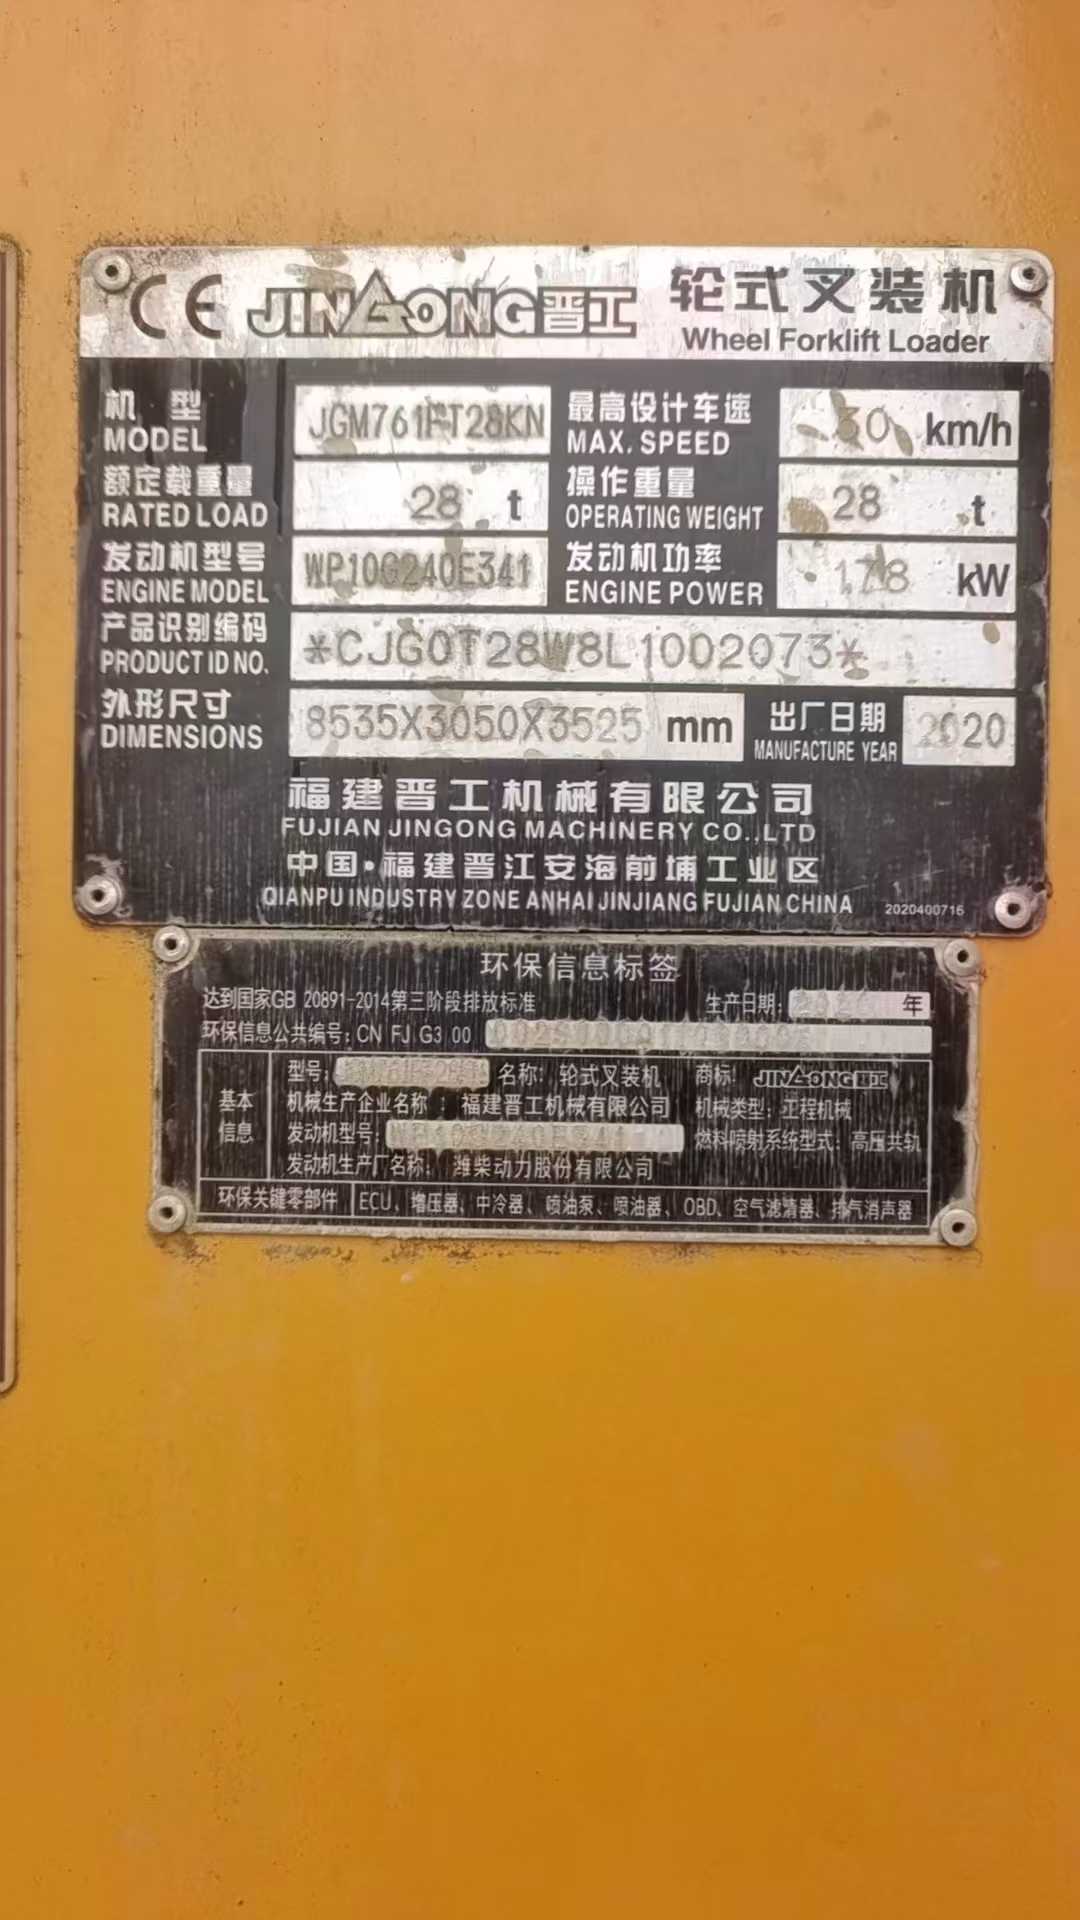 CE JINGONG晋工 轮式叉装机
Wheel Forklift Loader
机型 JGM761FT28KN 最高设计车速 30 km/h
MODEL MAX. SPEED
额定载重量 28 t 操作重量 28 t
RATED LOAD OPERATING WEIGHT
发动机型号 WP10G240E341 发动机功率 178 kW
ENGINE MODEL ENGINE POWER
产品识别编码 *CJG0T28W8L1002073*
PRODUCT ID NO.
外形尺寸 8535X3050X3525 mm 出厂日期 2020
DIMENSIONS MANUFACTURE YEAR
福建晋工机械有限公司
FUJIAN JINGONG MACHINERY CO.,LTD
中国·福建晋江安海前埔工业区
QIANPU INDUSTRY ZONE ANHAI JINJIANG FUJIAN CHINA 2020400716
环保信息标签
达到国家GB 20891-2014第三阶段排放标准 生产日期: 2020 年
环保信息公共编号: CN FJ G3 00
基本信息
型号: 名称: 轮式叉装机 商标: JINGONG晋工
机械生产企业名称: 福建晋工机械有限公司 机械类型: 工程机械
发动机型号: WP10G240E341 燃料喷射系统型式: 高压共轨
发动机生产厂名称: 潍柴动力股份有限公司
环保关键零部件 ECU、增压器、中冷器、喷油泵、喷油器、OBD、空气滤清器、排气消声器